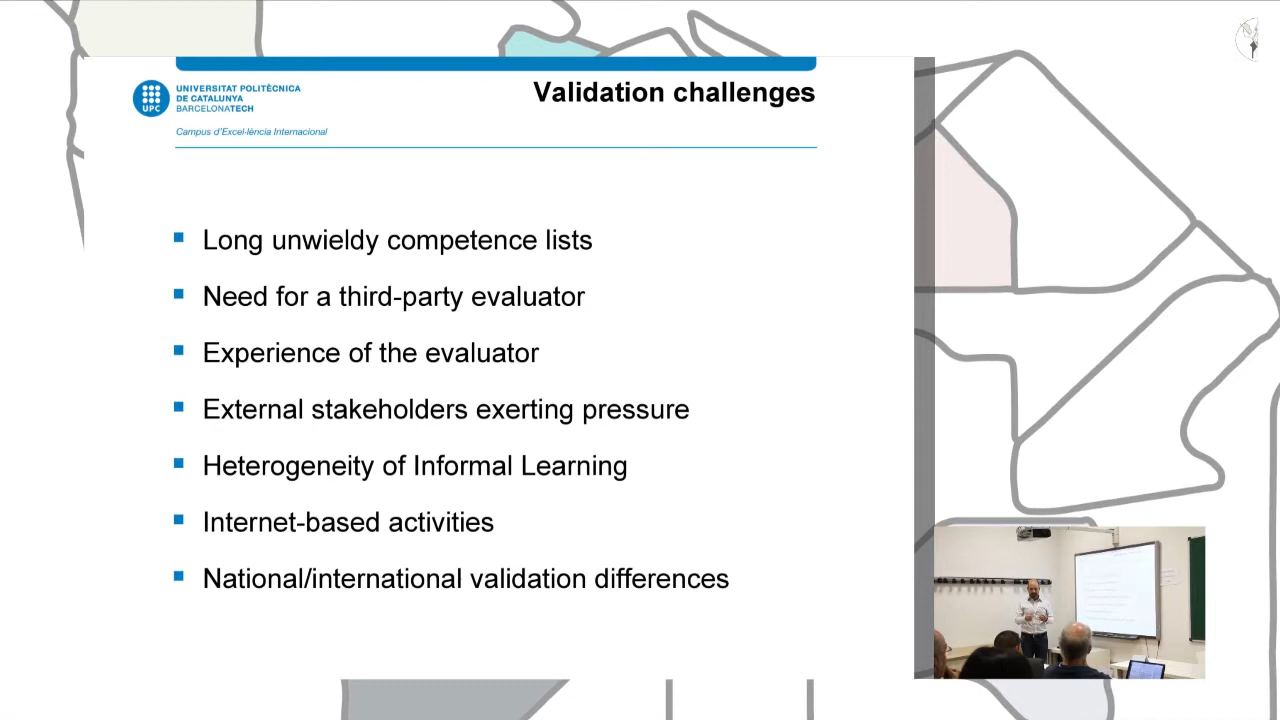 UNIVERSITAT POLITÈCNICA
DE CATALUNYA
BARCELONATECH
UPC
Campus d'Excel·lència Internacional
Validation challenges
Long unwieldy competence lists
Need for a third-party evaluator
Experience of the evaluator
External stakeholders exerting pressure
Heterogeneity of Informal Learning
Internet-based activities
National/international validation differences